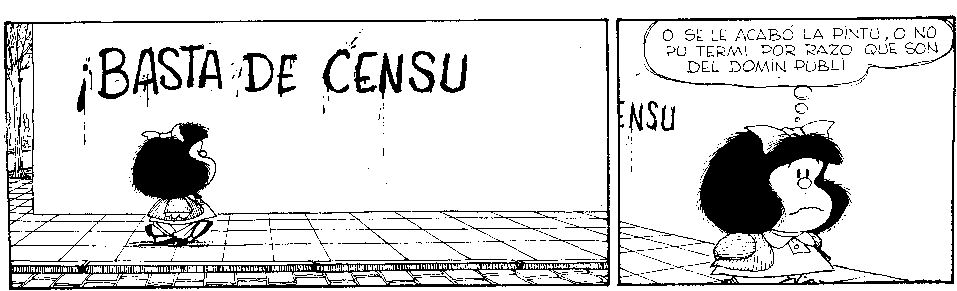 ¡BASTA DE CENSU
ENSU
O SE LE ACABÓ LA PINTU, O NO
PU TERMI POR RAZO QUE SON
DEL DOMIN PUBLI